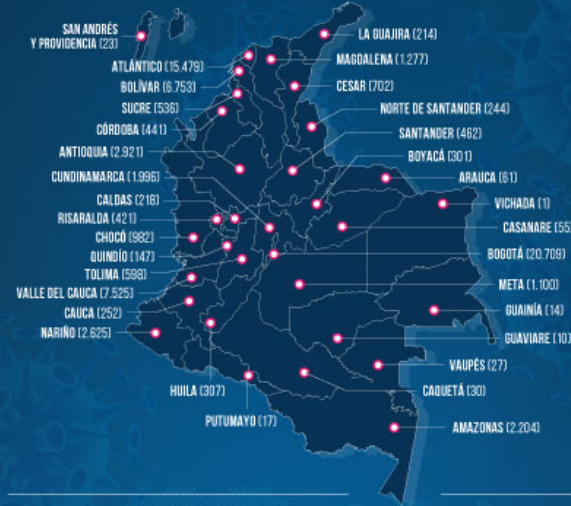 SAN ANDRÉS
Y PROVIDENCIA (23)
ATLÁNTICO (15.479)
BOLÍVAR (6.753)
SUCRE (536)
CÓRDOBA (441)
ANTIOQUIA (2.921)
CUNDINAMARCA (1.996)
CALDAS (218)
RISARALDA (421)
CHOCÓ (982)
QUINDÍO (147)
TOLIMA (598)
VALLE DEL CAUCA (7.525)
CAUCA (252)
NARIÑO (2.625)
HUILA (307)
PUTUMAYO (17)
LA GUAJIRA (214)
MAGDALENA (1.277)
CESAR (702)
NORTE DE SANTANDER (244)
SANTANDER (462)
BOYACÁ (301)
ARAUCA (61)
VICHADA (1)
CASANARE (55)
BOGOTÁ (20.709)
META (1.100)
GUAINÍA (14)
GUAVIARE (10)
VAUPÉS (27)
CAQUETÁ (30)
AMAZONAS (2.204)